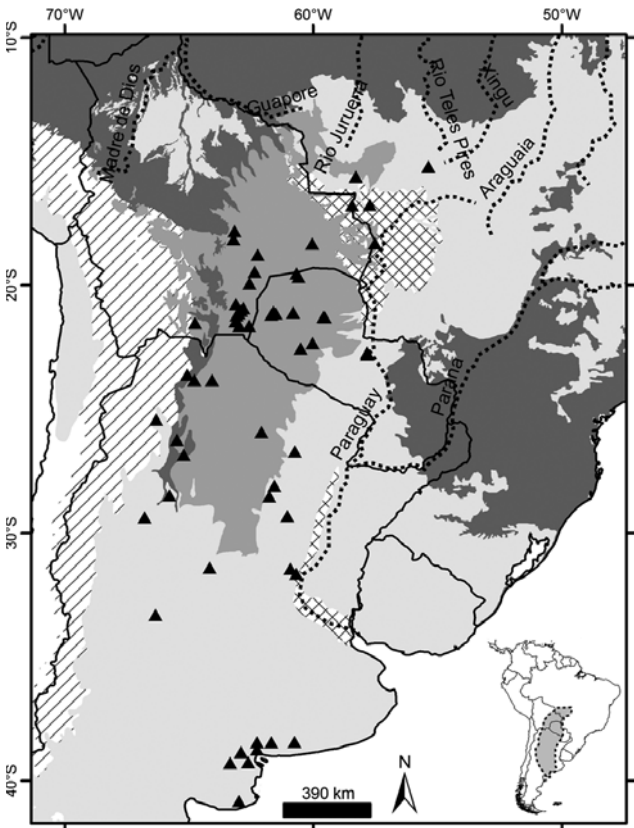 70°W 60°W 50°W
10°S
Madre de Dios
Guapore
Rio Juruena
Rio Teles Pires
Xingu
Araguaia
20°S
Paraguay
Parana
30°S
40°S
N
390 km